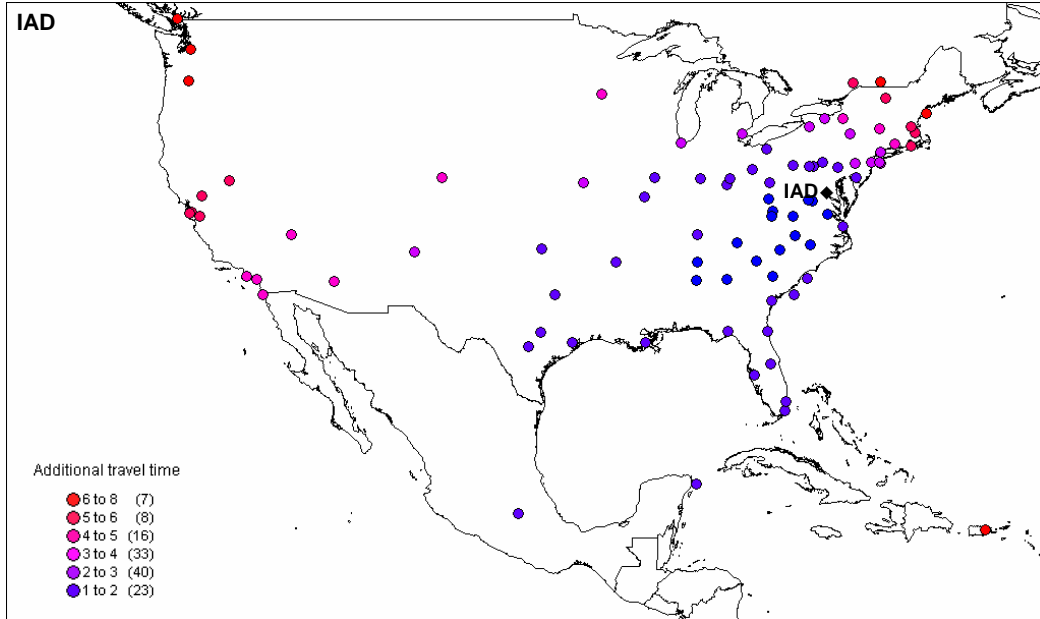 IAD
IAD
Additional travel time
6 to 8 (7)
5 to 6 (8)
4 to 5 (16)
3 to 4 (33)
2 to 3 (40)
1 to 2 (23)